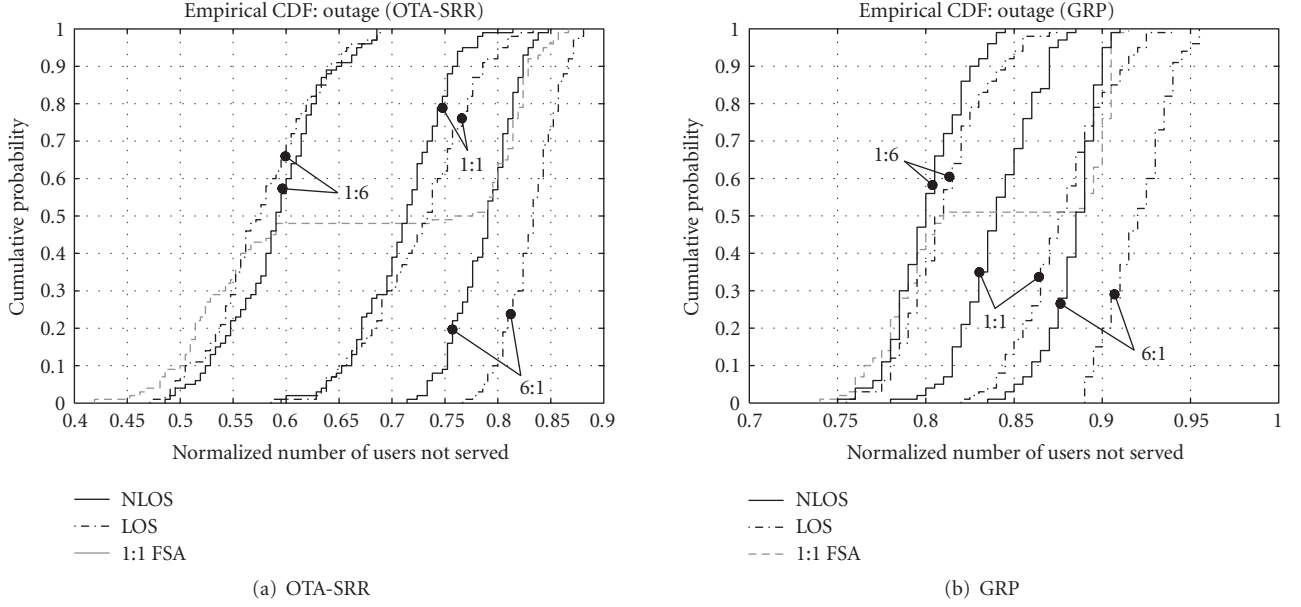 Empirical CDF: outage (OTA-SRR)
1
0.9
0.8
0.7
0.6
0.5
0.4
0.3
0.2
0.1
0
Cumulative probability
1:6
1:1
6:1
0.4 0.45 0.5 0.55 0.6 0.65 0.7 0.75 0.8 0.85 0.9
Normalized number of users not served
NLOS
LOS
1:1 FSA
(a) OTA-SRR
Empirical CDF: outage (GRP)
1
0.9
0.8
0.7
0.6
0.5
0.4
0.3
0.2
0.1
0
Cumulative probability
1:6
1:1
6:1
0.7 0.75 0.8 0.85 0.9 0.95 1
Normalized number of users not served
NLOS
LOS
1:1 FSA
(b) GRP